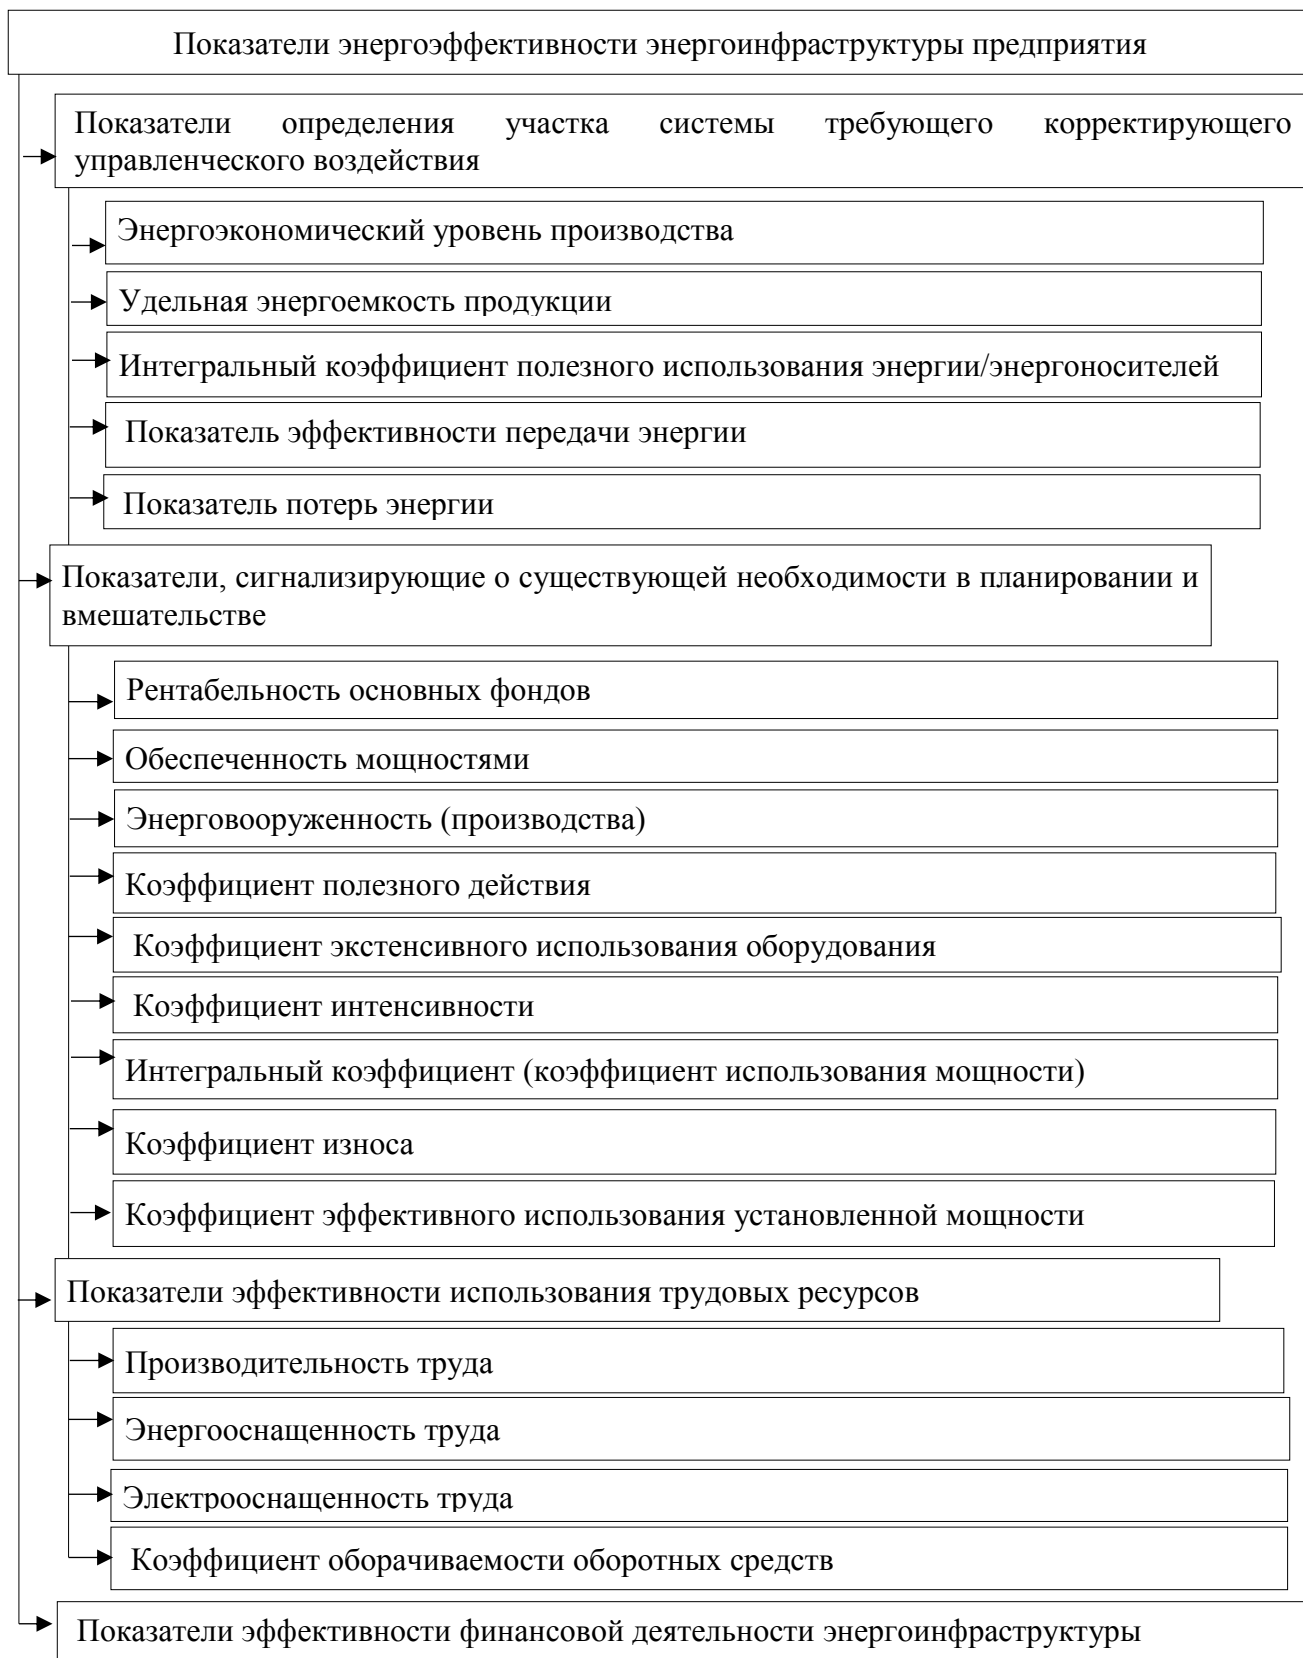 Показатели энергоэффективности энергоинфраструктуры предприятия
Показатели определения участка системы требующего корректирующего
управленческого воздействия
Энергоэкономический уровень производства
Удельная энергоемкость продукции
Интегральный коэффициент полезного использования энергии/энергоносителей
Показатель эффективности передачи энергии
Показатель потерь энергии
Показатели, сигнализирующие о существующей необходимости в планировании и
вмешательстве
Рентабельность основных фондов
Обеспеченность мощностями
Энерговооруженность (производства)
Коэффициент полезного действия
Коэффициент экстенсивного использования оборудования
Коэффициент интенсивности
Интегральный коэффициент (коэффициент использования мощности)
Коэффициент износа
Коэффициент эффективного использования установленной мощности
Показатели эффективности использования трудовых ресурсов
Производительность труда
Энергооснащенность труда
Электрооснащенность труда
Коэффициент оборачиваемости оборотных средств
Показатели эффективности финансовой деятельности энергоинфраструктуры